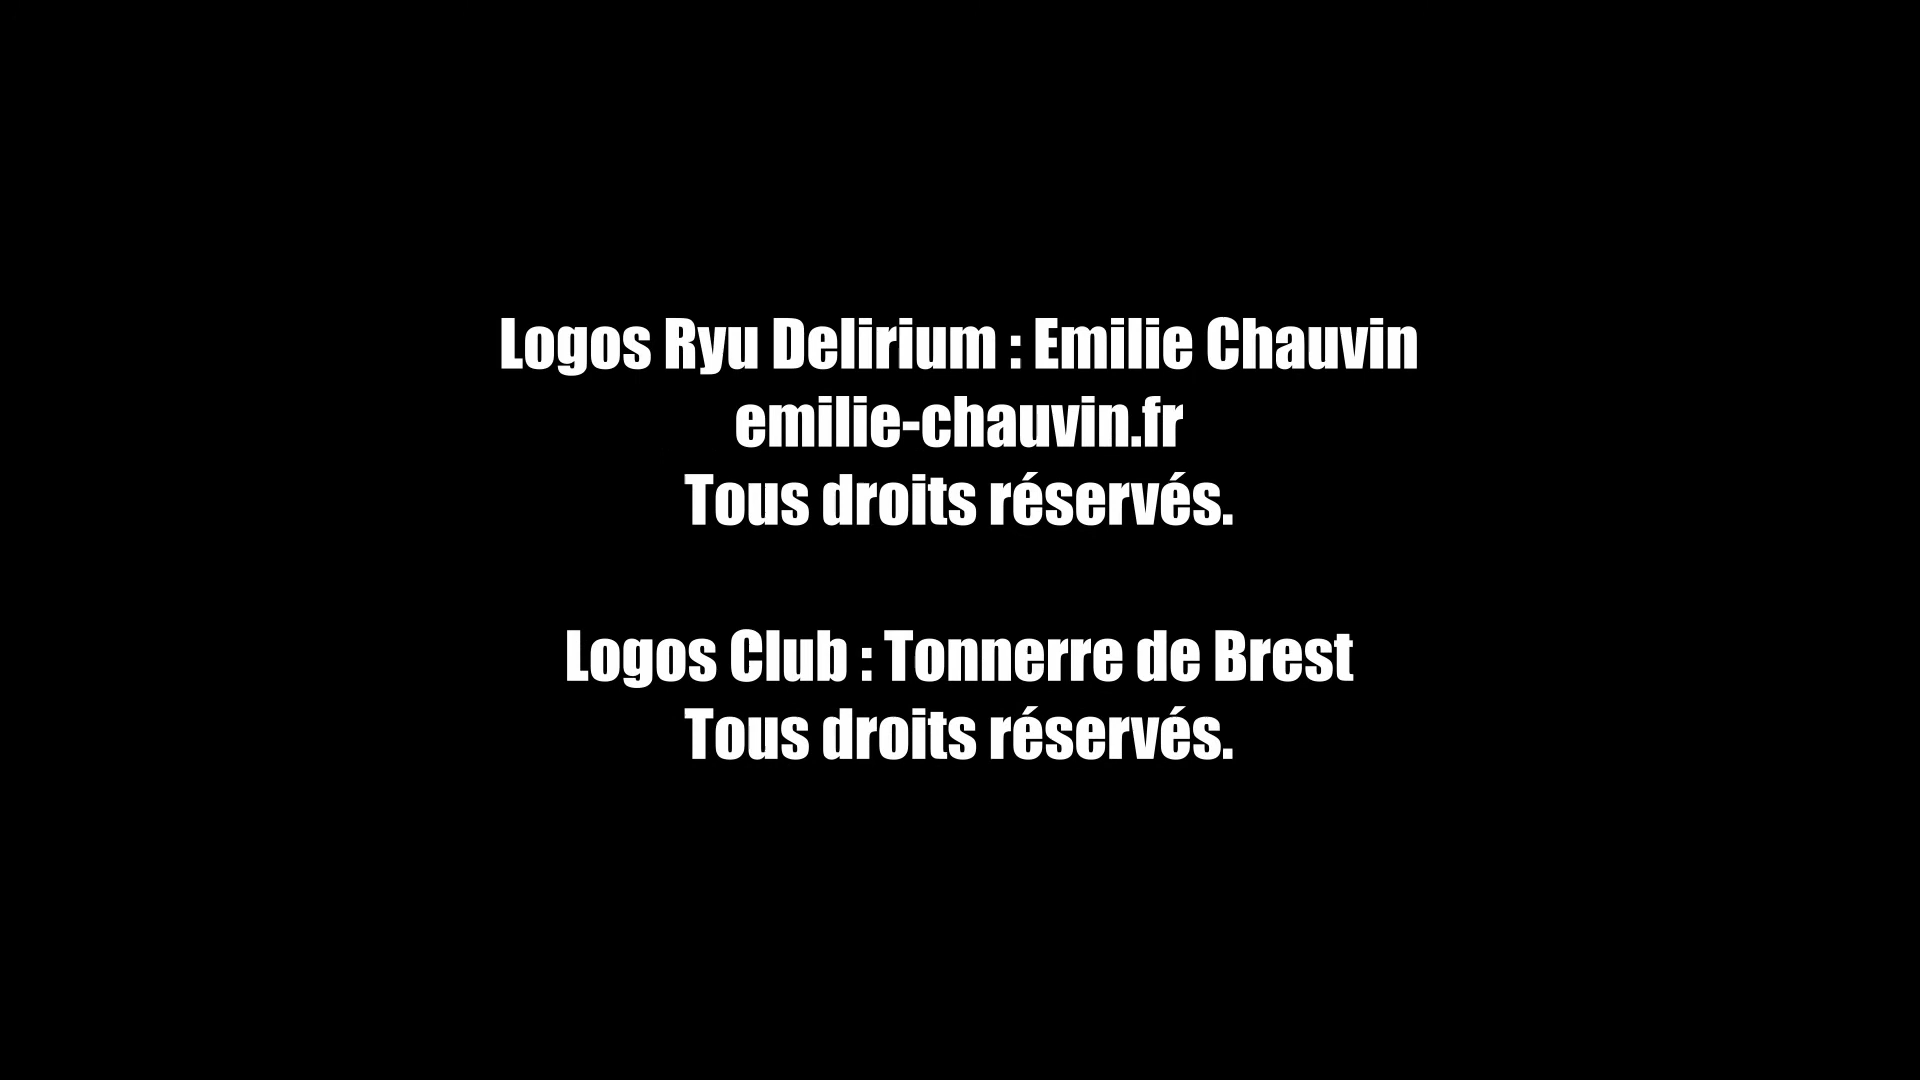 Logos Ryu Delirium : Emilie Chauvin
emilie-chauvin.fr
Tous droits réservés.
Logos Club : Tonnerre de Brest
Tous droits réservés.